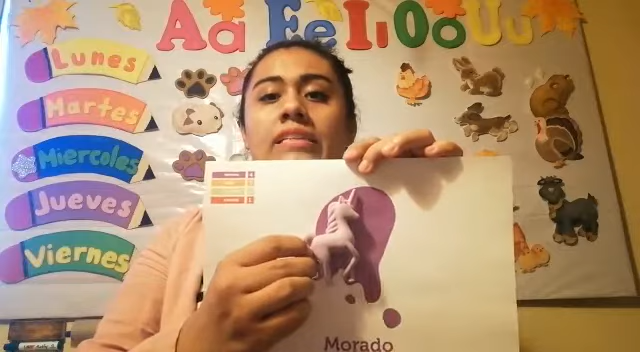 Aa Ee Ii Oo Uu
Lunes
Martes
Miercoles
Jueves
Viernes
Morado